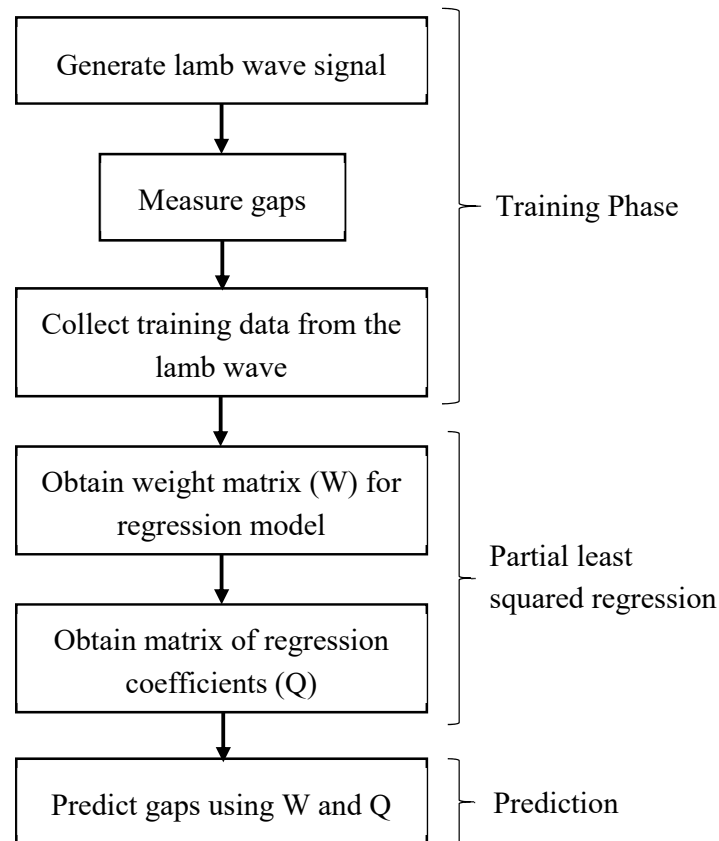 Generate lamb wave signal
Measure gaps
Collect training data from the
lamb wave
Training Phase
Obtain weight matrix (W) for
regression model
Obtain matrix of regression
coefficients (Q)
Partial least
squared regression
Predict gaps using W and Q
Prediction